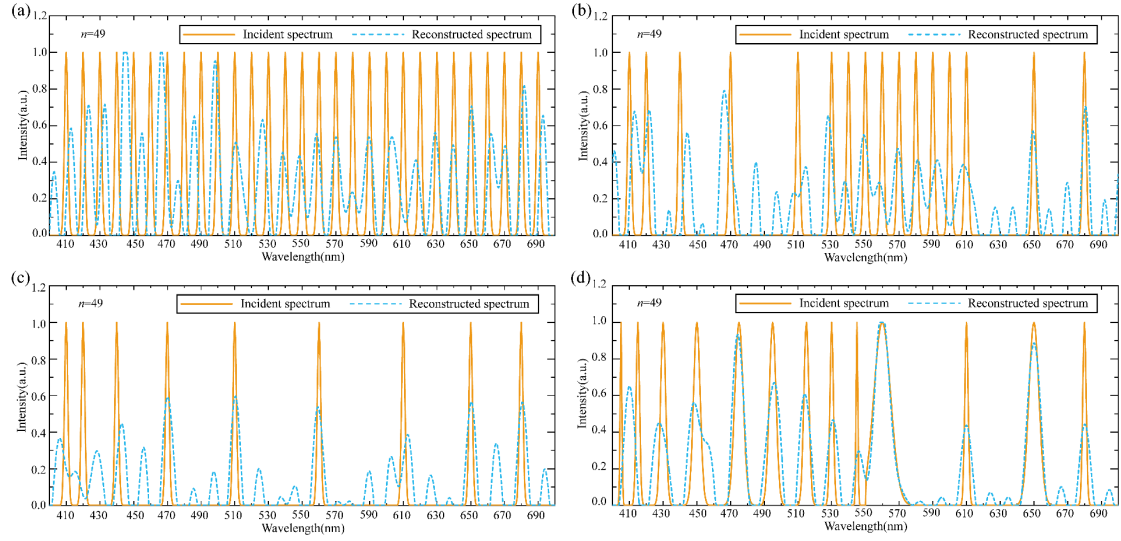 (a)
n=49
Incident spectrum
Reconstructed spectrum
Intensity(a.u.)
1.2
1.0
0.8
0.6
0.4
0.2
0.0
410 430 450 470 490 510 530 550 570 590 610 630 650 670 690
Wavelength(nm)
(b)
n=49
Incident spectrum
Reconstructed spectrum
Intensity(a.u.)
1.2
1.0
0.8
0.6
0.4
0.2
0.0
410 430 450 470 490 510 530 550 570 590 610 630 650 670 690
Wavelength(nm)
(c)
n=49
Incident spectrum
Reconstructed spectrum
Intensity(a.u.)
1.2
1.0
0.8
0.6
0.4
0.2
0.0
410 430 450 470 490 510 530 550 570 590 610 630 650 670 690
Wavelength(nm)
(d)
n=49
Incident spectrum
Reconstructed spectrum
Intensity(a.u.)
1.2
1.0
0.8
0.6
0.4
0.2
0.0
410 430 450 470 490 510 530 550 570 590 610 630 650 670 690
Wavelength(nm)